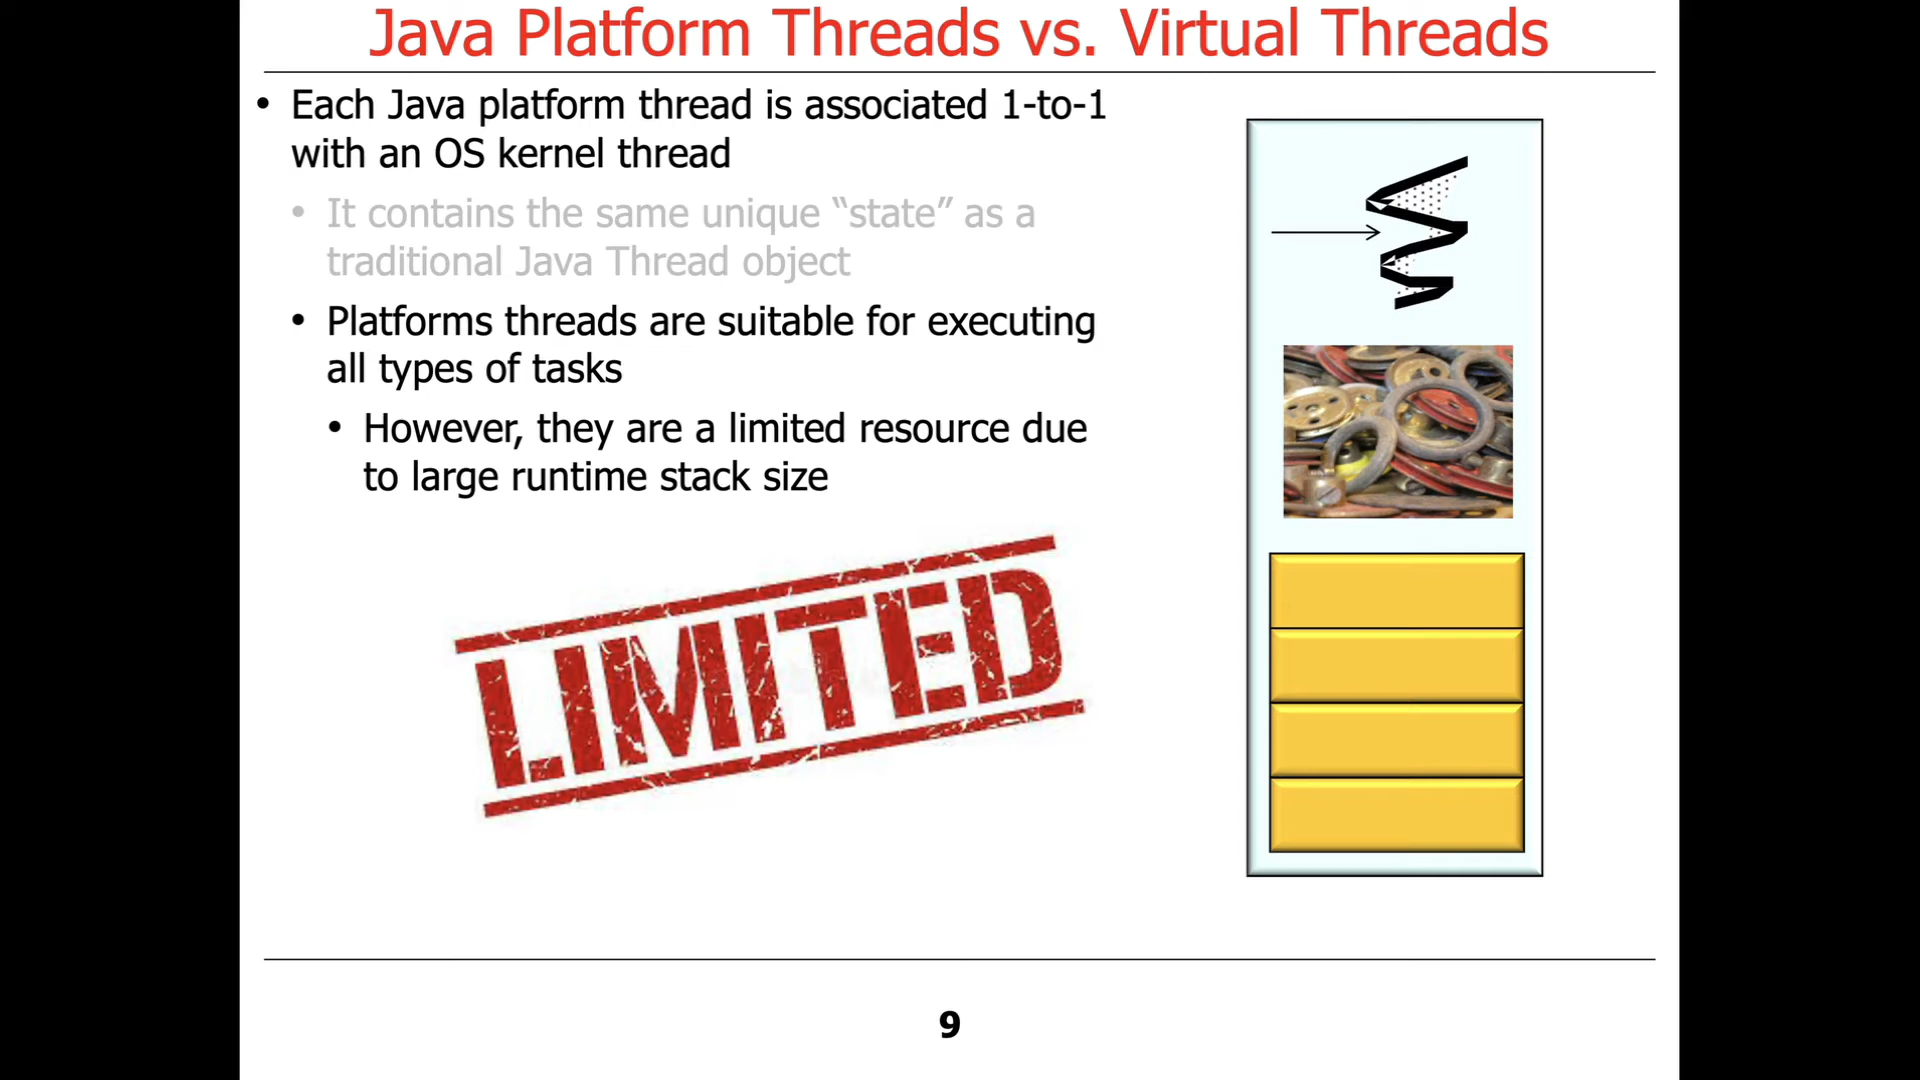 Java Platform Threads vs. Virtual Threads
• Each Java platform thread is associated 1-to-1
with an OS kernel thread
• It contains the same unique “state” as a
traditional Java Thread object
• Platforms threads are suitable for executing
all types of tasks
• However, they are a limited resource due
to large runtime stack size
LIMITED
9